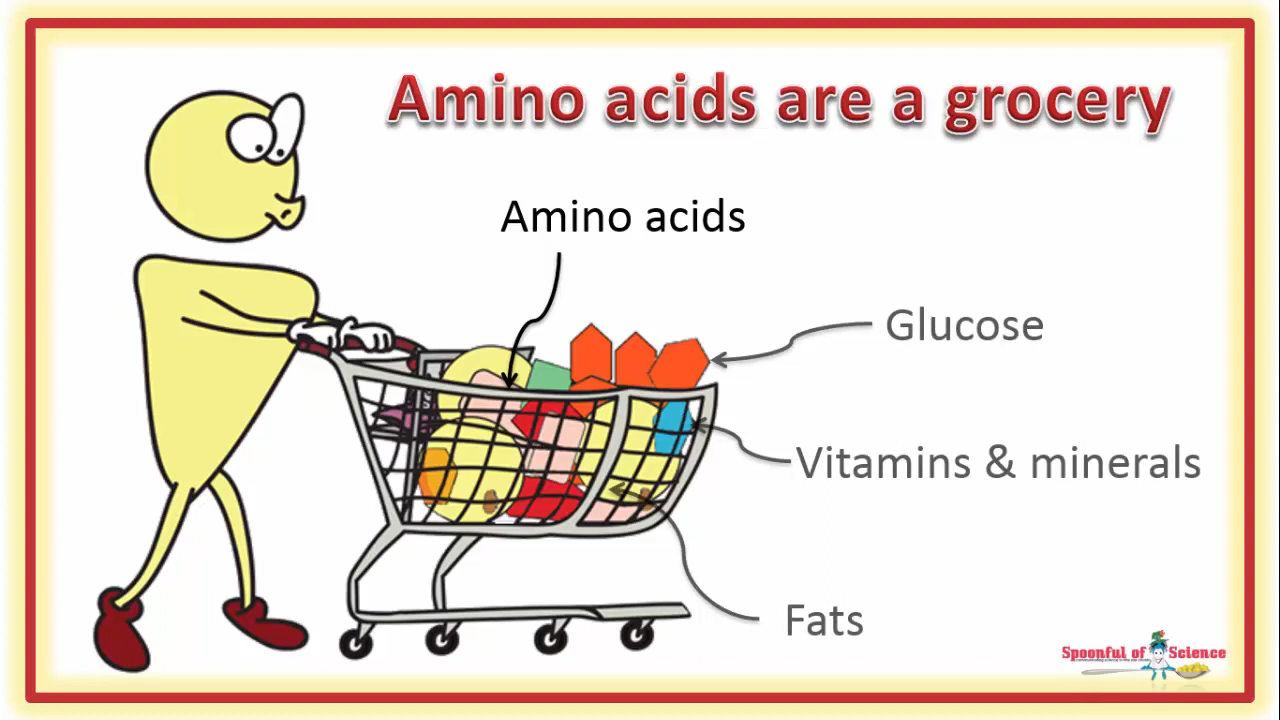 Amino acids are a grocery
Amino acids
Glucose
Vitamins & minerals
Fats
Spoonful of Science